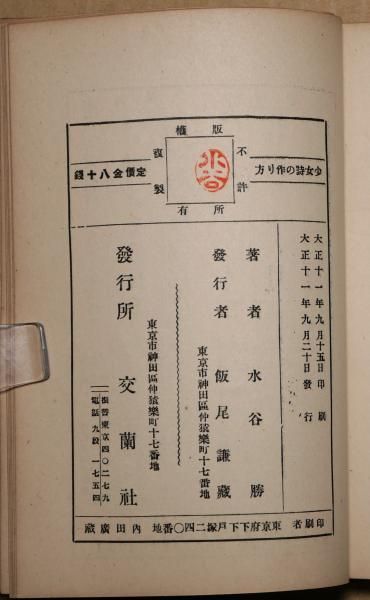 版權
所有
不許
復製
少女詩の作り方
定價金八十錢
大正十一年九月十五日印刷
大正十一年九月二十日發行
著者 水谷勝
發行者 飯尾謙藏
東京市神田區仲猿樂町十七番地
發行所 交蘭社
東京市神田區仲猿樂町十七番地
振替東京四〇二七九
電話九段一七五四
印刷者 東京府下下戸塚二四〇番地 內田廣藏